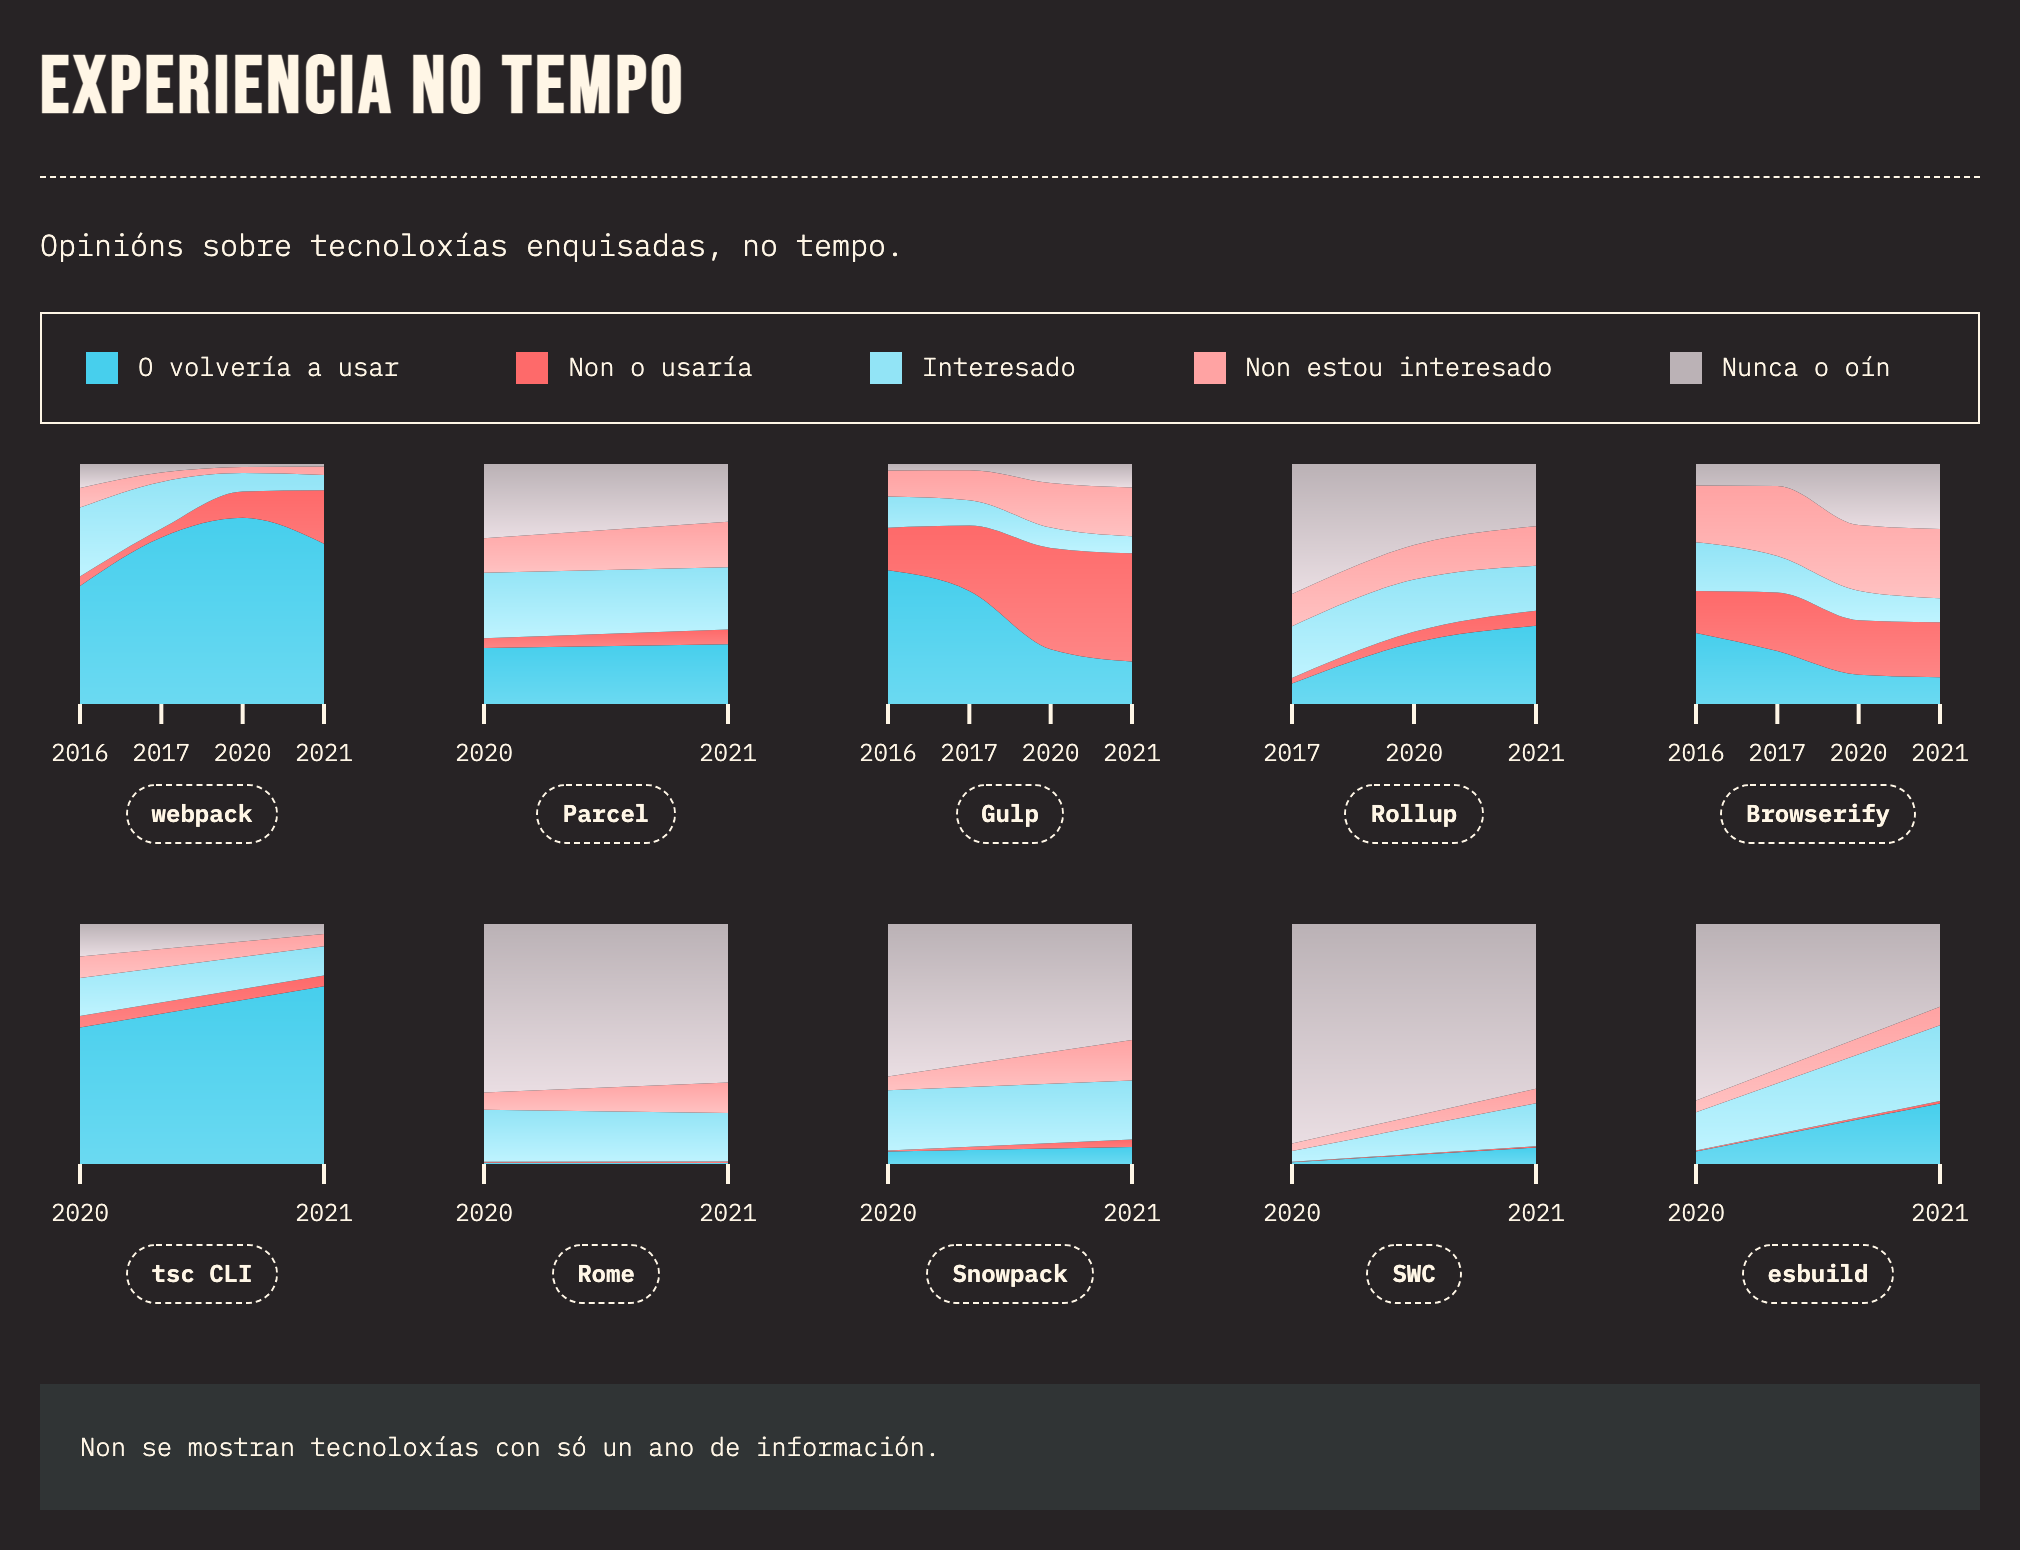 EXPERIENCIA NO TEMPO
Opinións sobre tecnoloxías enquisadas, no tempo.
O volvería a usar Non o usaría Interesado Non estou interesado Nunca o oín
2016 2017 2020 2021 2020 2021 2016 2017 2020 2021 2017 2020 2021 2016 2017 2020 2021
webpack Parcel Gulp Rollup Browserify
2020 2021 2020 2021 2020 2021 2020 2021 2020 2021
tsc CLI Rome Snowpack SWC esbuild
Non se mostran tecnoloxías con só un ano de información.